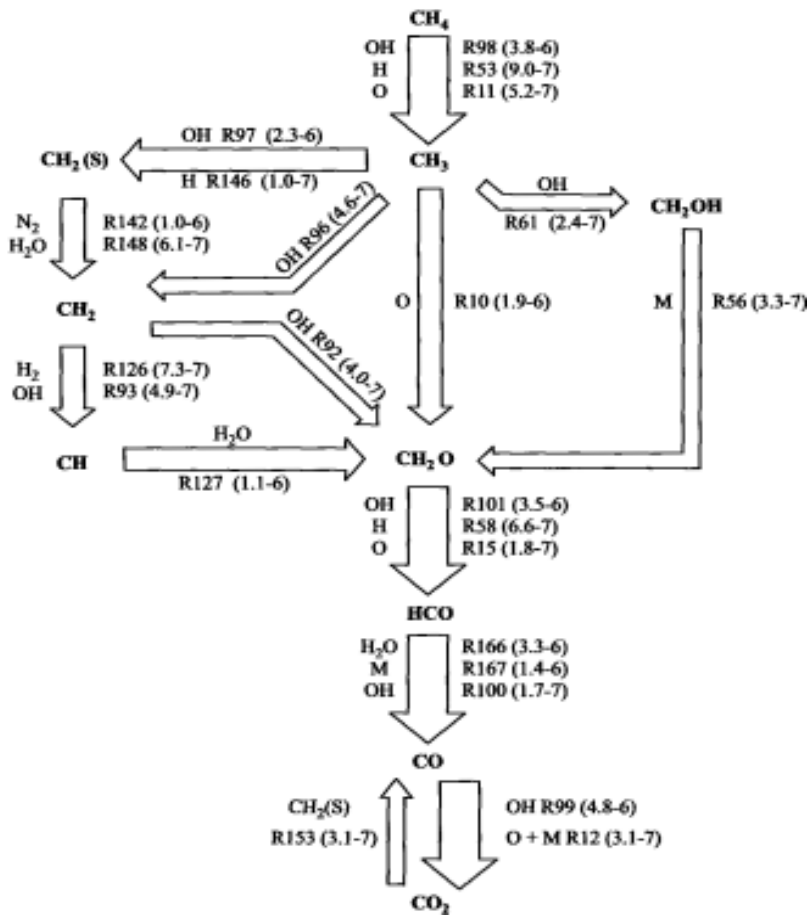 CH4
OH R98 (3.8-6)
H R53 (9.0-7)
O R11 (5.2-7)
OH R97 (2.3-6)
CH2 (S)
CH3
H R146 (1.0-7)
OH
CH2OH
R61 (2.4-7)
N2 R142 (1.0-6)
H2O R148 (6.1-7)
OH R96 (4.6-7)
CH2
O R10 (1.9-6)
M R56 (3.3-7)
OH R92 (4.0-7)
H2 R126 (7.3-7)
OH R93 (4.9-7)
H2O
CH
CH2 O
R127 (1.1-6)
OH R101 (3.5-6)
H R58 (6.6-7)
O R15 (1.8-7)
HCO
H2O R166 (3.3-6)
M R167 (1.4-6)
OH R100 (1.7-7)
CO
CH2(S)
R153 (3.1-7)
OH R99 (4.8-6)
O + M R12 (3.1-7)
CO2